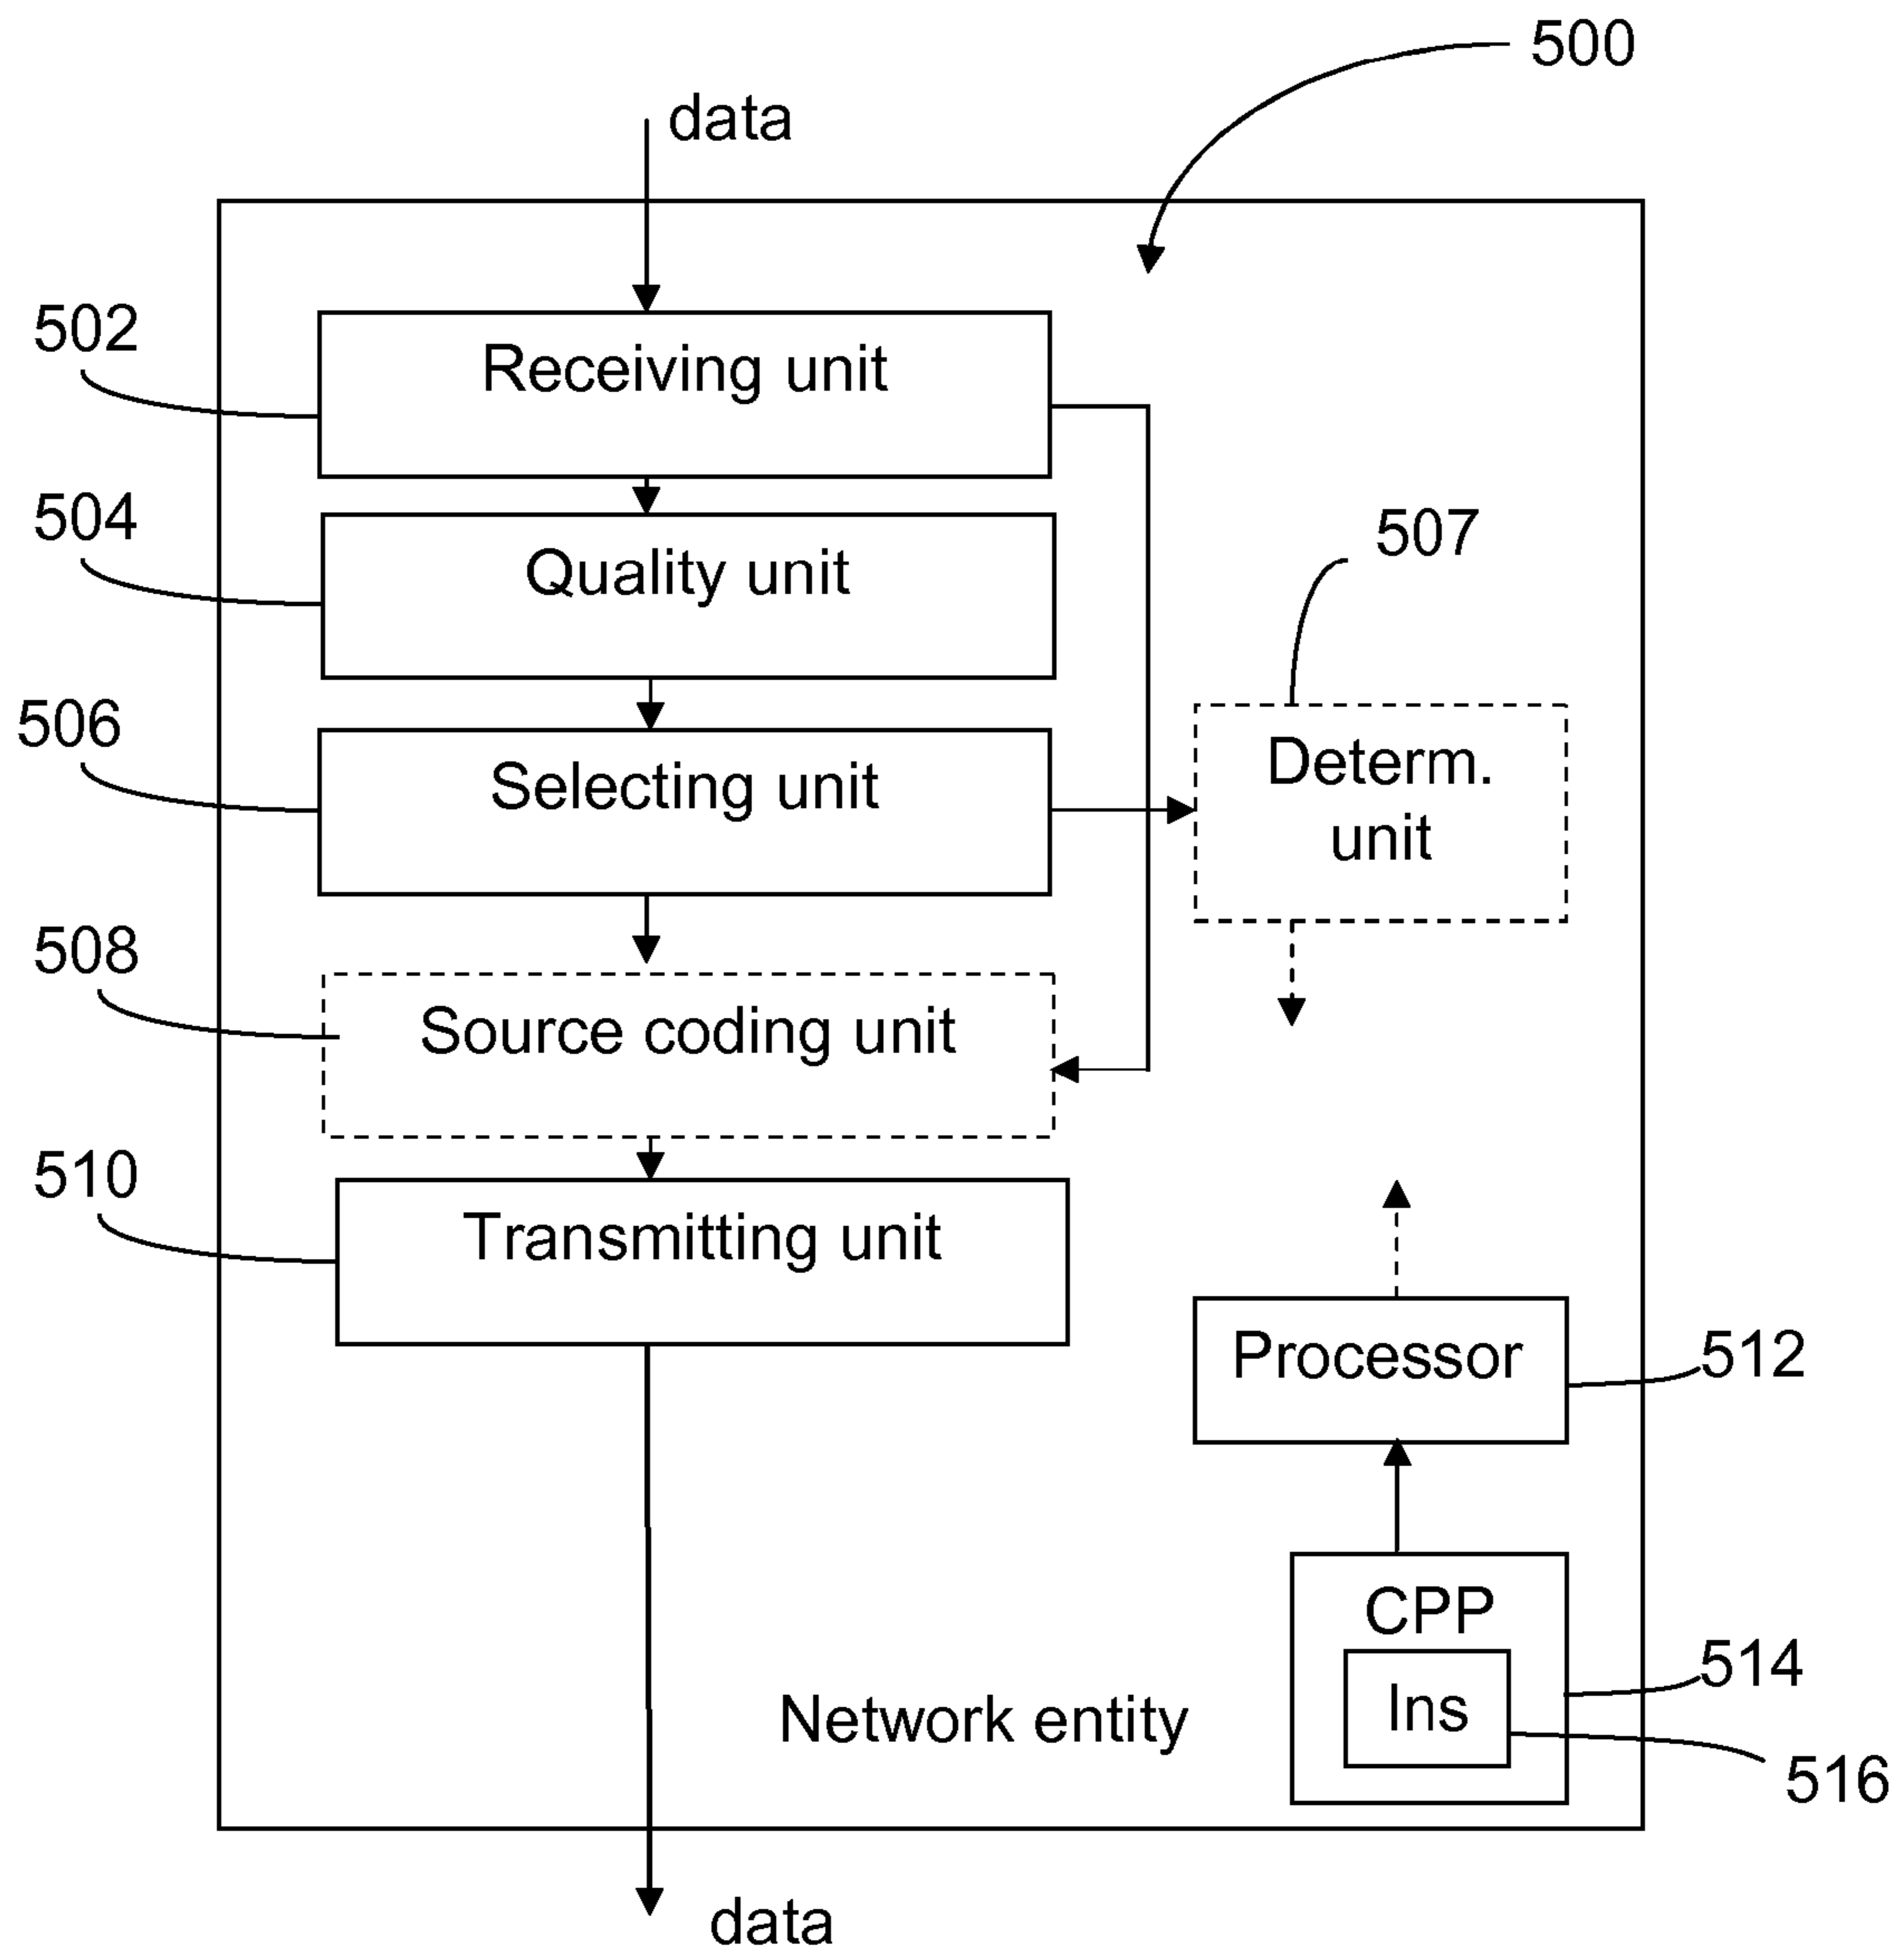 500
data
502
Receiving unit
504
Quality unit
507
506
Selecting unit
Determ.
unit
508
Source coding unit
510
Transmitting unit
Processor
512
CPP
514
Ins
Network entity
516
data